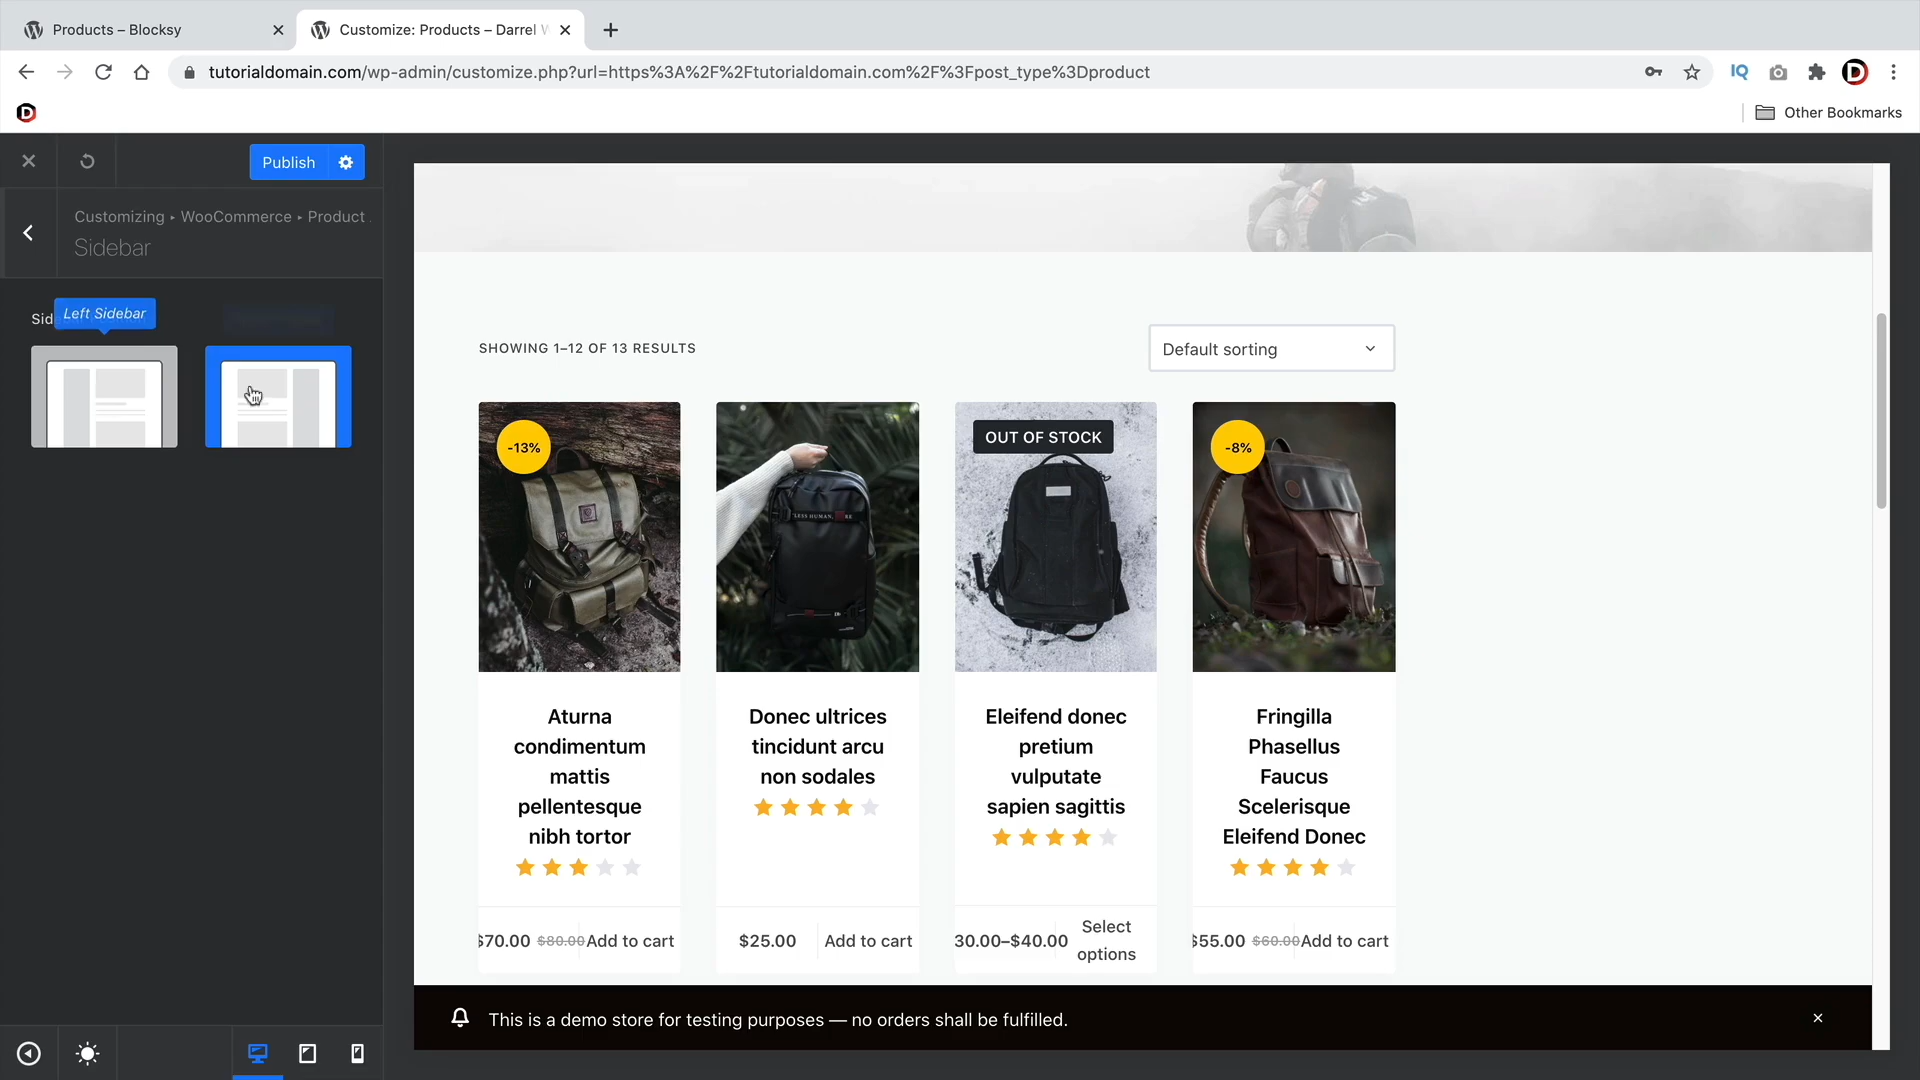 Products – Blocksy
Customize: Products – Darrel
tutorialdomain.com/wp-admin/customize.php?url=https%3A%2F%2Ftutorialdomain.com%2F%3Fpost_type%3Dproduct
IQ
D
D
Other Bookmarks
Publish
Customizing ▸ WooCommerce ▸ Product
Sidebar
Left Sidebar
SHOWING 1–12 OF 13 RESULTS
Default sorting
-13%
OUT OF STOCK
-8%
Aturna
condimentum
mattis
pellentesque
nibh tortor
$70.00 $80.00 Add to cart
Donec ultrices
tincidunt arcu
non sodales
$25.00 Add to cart
Eleifend donec
pretium
vulputate
sapien sagittis
30.00–$40.00
Select
options
Fringilla
Phasellus
Faucus
Scelerisque
Eleifend Donec
$55.00 $60.00 Add to cart
This is a demo store for testing purposes — no orders shall be fulfilled.